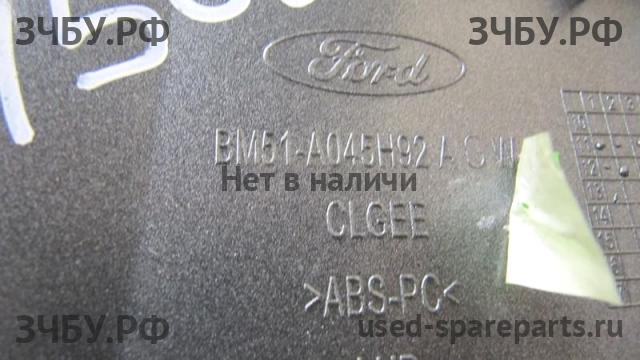 ЗЧБУ.РФ ЗЧБУ.РФ
Ford
BM51-A045H92 A
Нет в наличи
CLGEE
>ABS-PC<
ЗЧБУ.РФ used-spareparts.ru